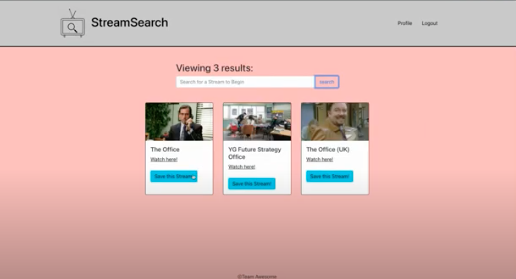 StreamSearch
Profile
Logout
Viewing 3 results:
Search for a Stream to Begin
search
The Office
Watch here!
Save this Stream!
YG Future Strategy
Office
Watch here!
Save this Stream!
The Office (UK)
Watch here!
Save this Stream!
©Team Awesome